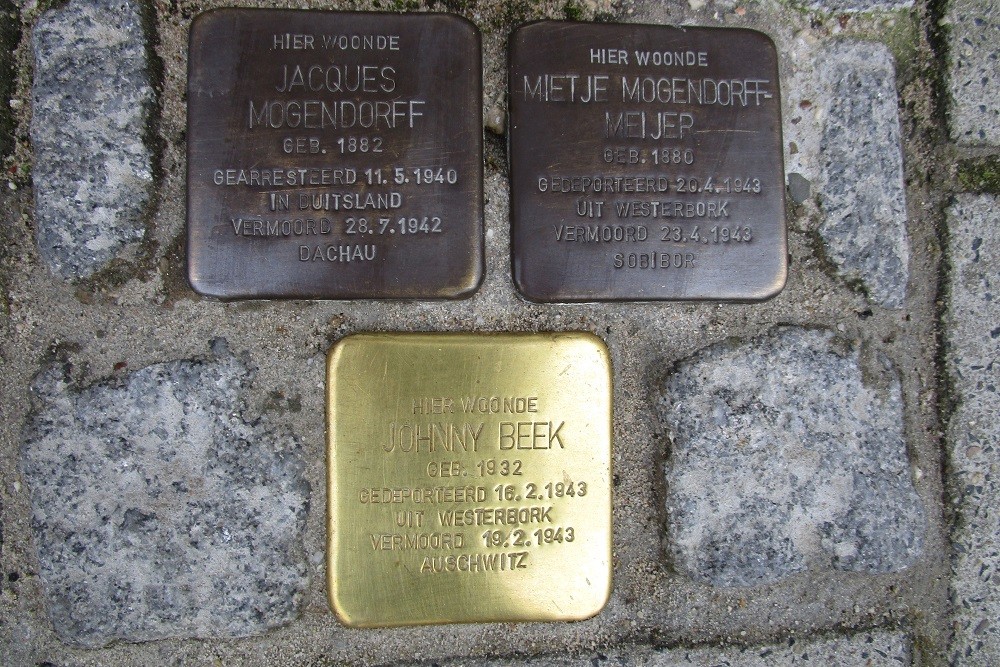 HIER WOONDE
JACQUES
MOGENDORFF
GEB. 1882
GEARRESTEERD 11.5.1940
IN DUITSLAND
VERMOORD 28.7.1942
DACHAU
HIER WOONDE
MIETJE MOGENDORFF-
MEIJER
GEB. 1880
GEDEPORTEERD 20.4.1943
UIT WESTERBORK
VERMOORD 23.4.1943
SOBIBOR
HIER WOONDE
JOHNNY BEEK
GEB. 1932
GEDEPORTEERD 16.2.1943
UIT WESTERBORK
VERMOORD 19.2.1943
AUSCHWITZ